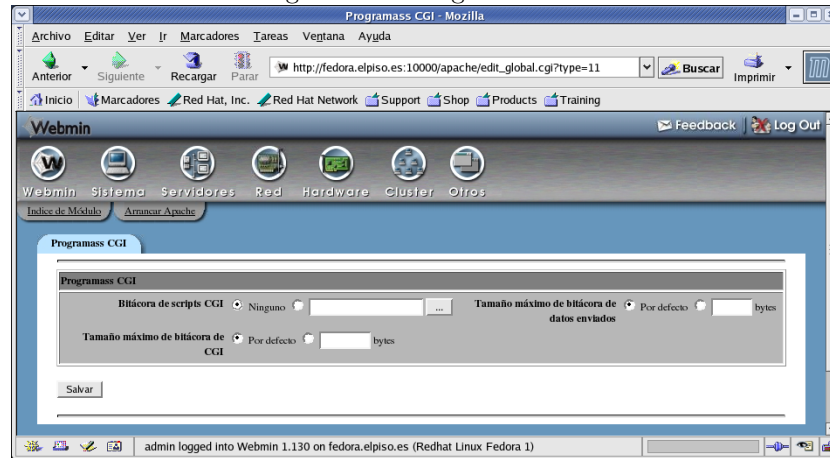 Programass CGI - Mozilla
Archivo Editar Ver Ir Marcadores Tareas Ventana Ayuda
Anterior Siguiente Recargar Parar http://fedora.elpiso.es:10000/apache/edit_global.cgi?type=11 Buscar Imprimir
Inicio Marcadores Red Hat, Inc. Red Hat Network Support Shop Products Training
Webmin Feedback Log Out
Webmin Sistema Servidores Red Hardware Cluster Otros
Indice de Módulo Arrancar Apache
Programass CGI
Programass CGI
Bitácora de scripts CGI Ninguno ... Tamaño máximo de bitácora de datos enviados Por defecto bytes
Tamaño máximo de bitácora de CGI Por defecto bytes
Salvar
admin logged into Webmin 1.130 on fedora.elpiso.es (Redhat Linux Fedora 1)